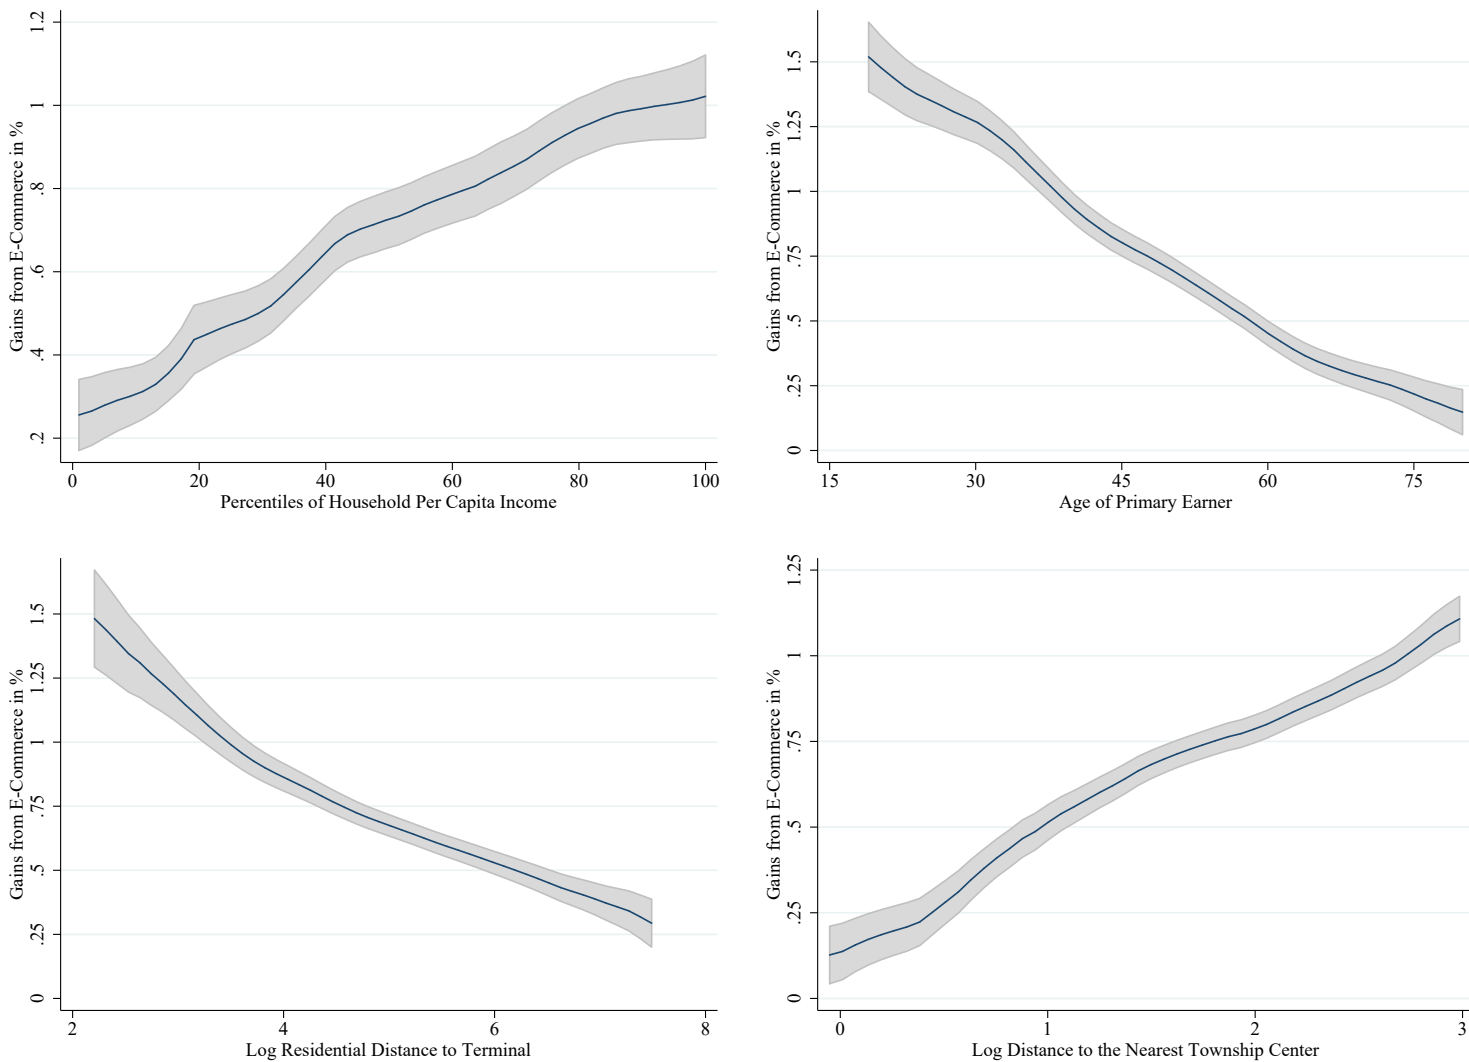 Gains from E-Commerce in %
1.2
1
.8
.6
.4
.2
0 20 40 60 80 100
Percentiles of Household Per Capita Income
Gains from E-Commerce in %
1.5
1.25
1
.75
.5
.25
0
15 30 45 60 75
Age of Primary Earner
Gains from E-Commerce in %
1.5
1.25
1
.75
.5
.25
0
2 4 6 8
Log Residential Distance to Terminal
Gains from E-Commerce in %
1.25
1
.75
.5
.25
0
0 1 2 3
Log Distance to the Nearest Township Center